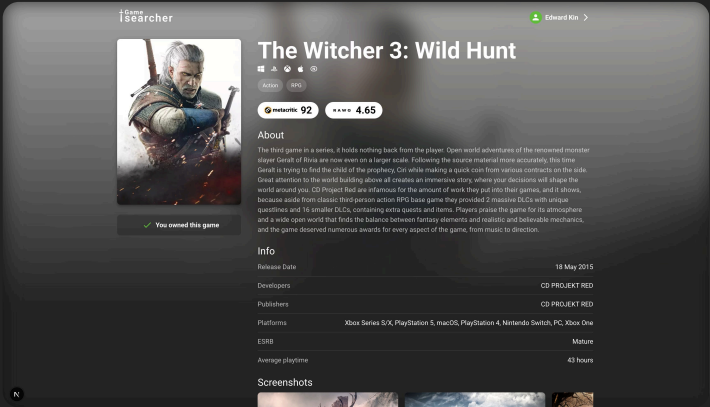 Game
searcher
Edward Kin
The Witcher 3: Wild Hunt
Action RPG
metacritic 92 RAWG 4.65
About
The third game in a series, it holds nothing back from the player. Open world adventures of the renowned monster
slayer Geralt of Rivia are now even on a larger scale. Following the source material more accurately, this time
Geralt is trying to find the child of the prophecy, Ciri while making a quick coin from various contracts on the side.
Great attention to the world building above all creates an immersive story, where your decisions will shape the
world around you. CD Project Red are infamous for the amount of work they put into their games, and it shows,
because aside from classic third-person action RPG base game they provided 2 massive DLCs with unique
questlines and 16 smaller DLCs, containing extra quests and items. Players praise the game for its atmosphere
and a wide open world that finds the balance between fantasy elements and realistic and believable mechanics,
and the game deserved numerous awards for every aspect of the game, from music to direction.
You owned this game
Info
Release Date 18 May 2015
Developers CD PROJEKT RED
Publishers CD PROJEKT RED
Platforms Xbox Series S/X, PlayStation 5, macOS, PlayStation 4, Nintendo Switch, PC, Xbox One
ESRB Mature
Average playtime 43 hours
Screenshots
N